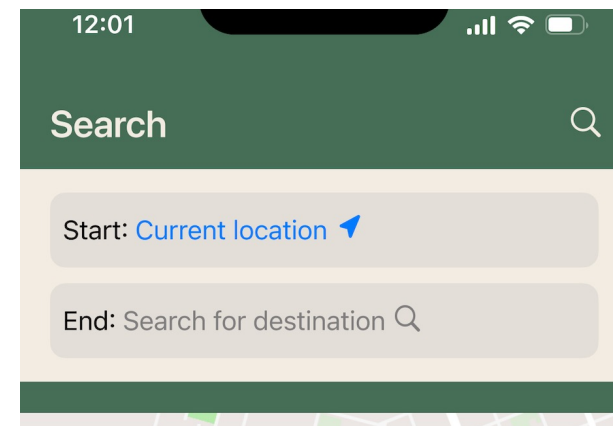 12:01
Search
Start: Current location
End: Search for destination